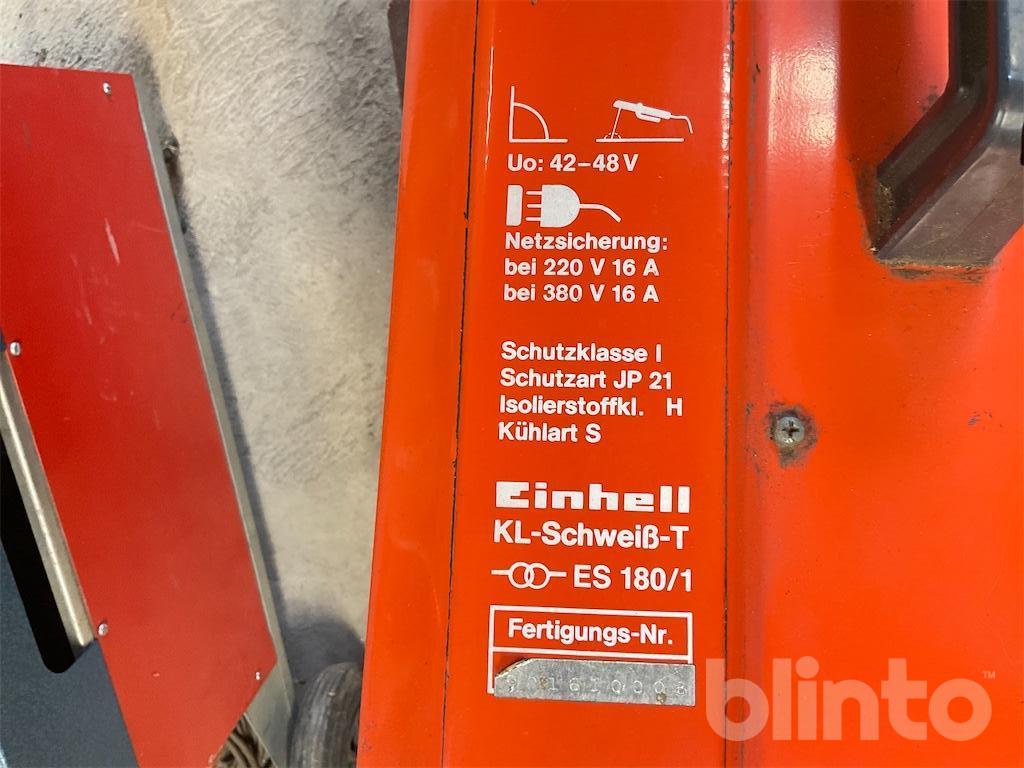 Uo: 42–48 V
Netzsicherung:
bei 220 V 16 A
bei 380 V 16 A
Schutzklasse I
Schutzart JP 21
Isolierstoffkl. H
Kühlart S
Einhell
KL-Schweiß-T
ES 180/1
Fertigungs-Nr.
blinto™